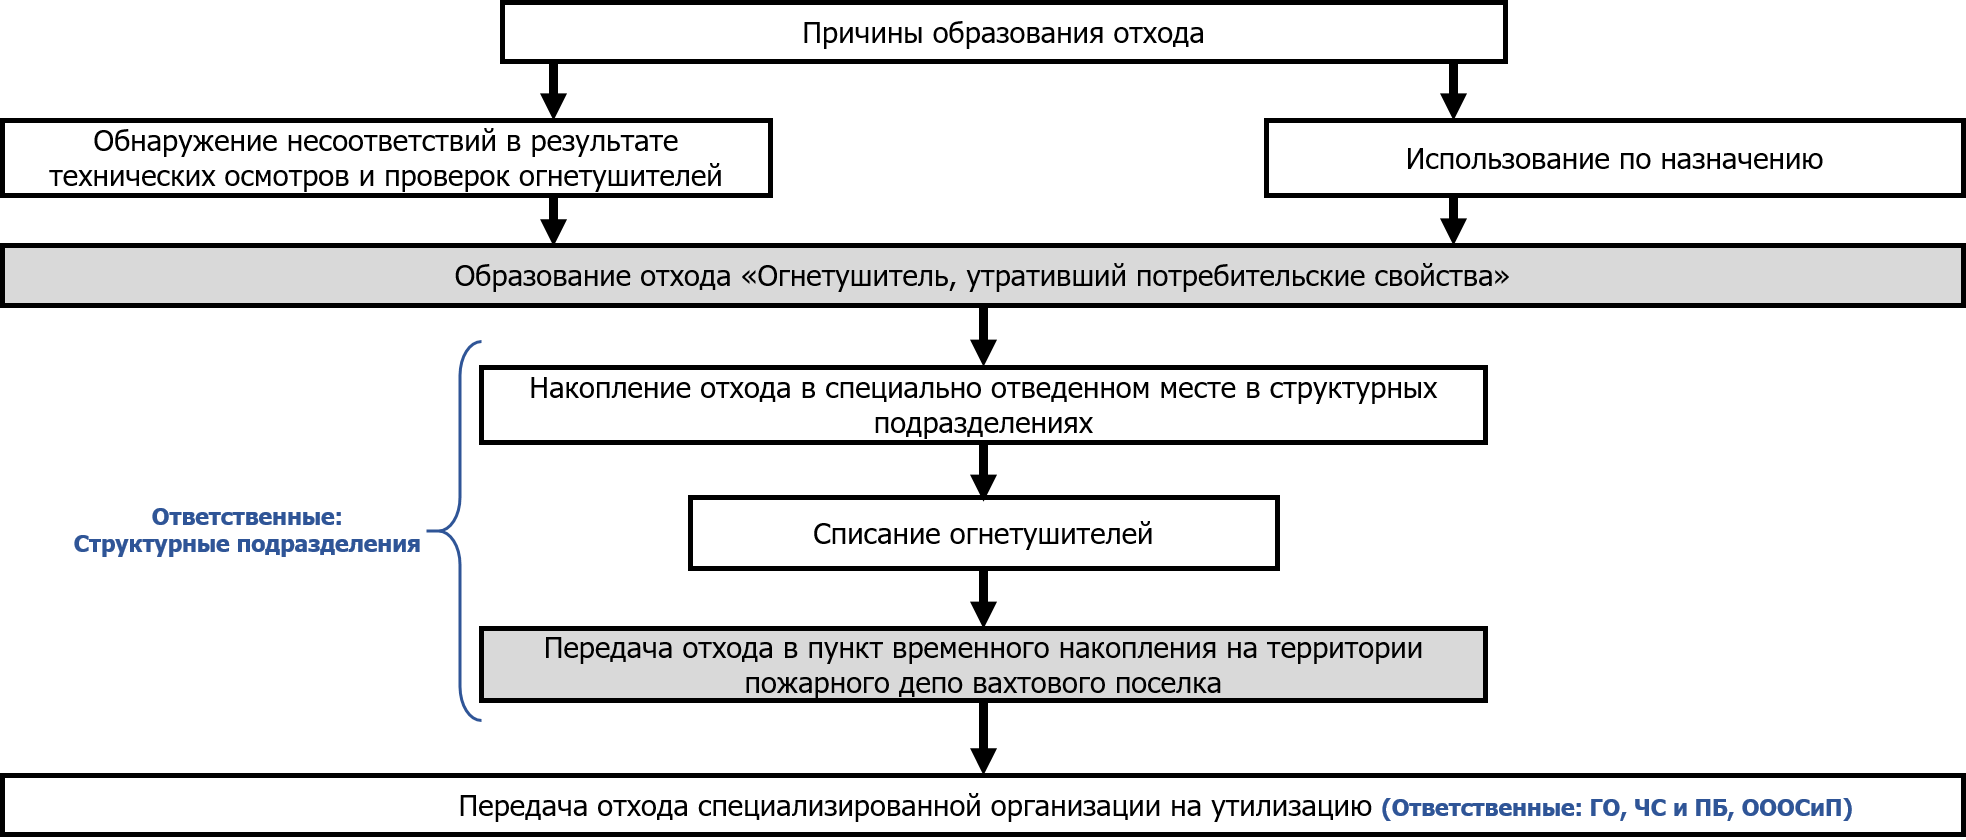 Причины образования отхода
Обнаружение несоответствий в результате
технических осмотров и проверок огнетушителей
Использование по назначению
Образование отхода «Огнетушитель, утративший потребительские свойства»
Накопление отхода в специально отведенном месте в структурных
подразделениях
Ответственные:
Структурные подразделения
Списание огнетушителей
Передача отхода в пункт временного накопления на территории
пожарного депо вахтового поселка
Передача отхода специализированной организации на утилизацию (Ответственные: ГО, ЧС и ПБ, ОООСиП)